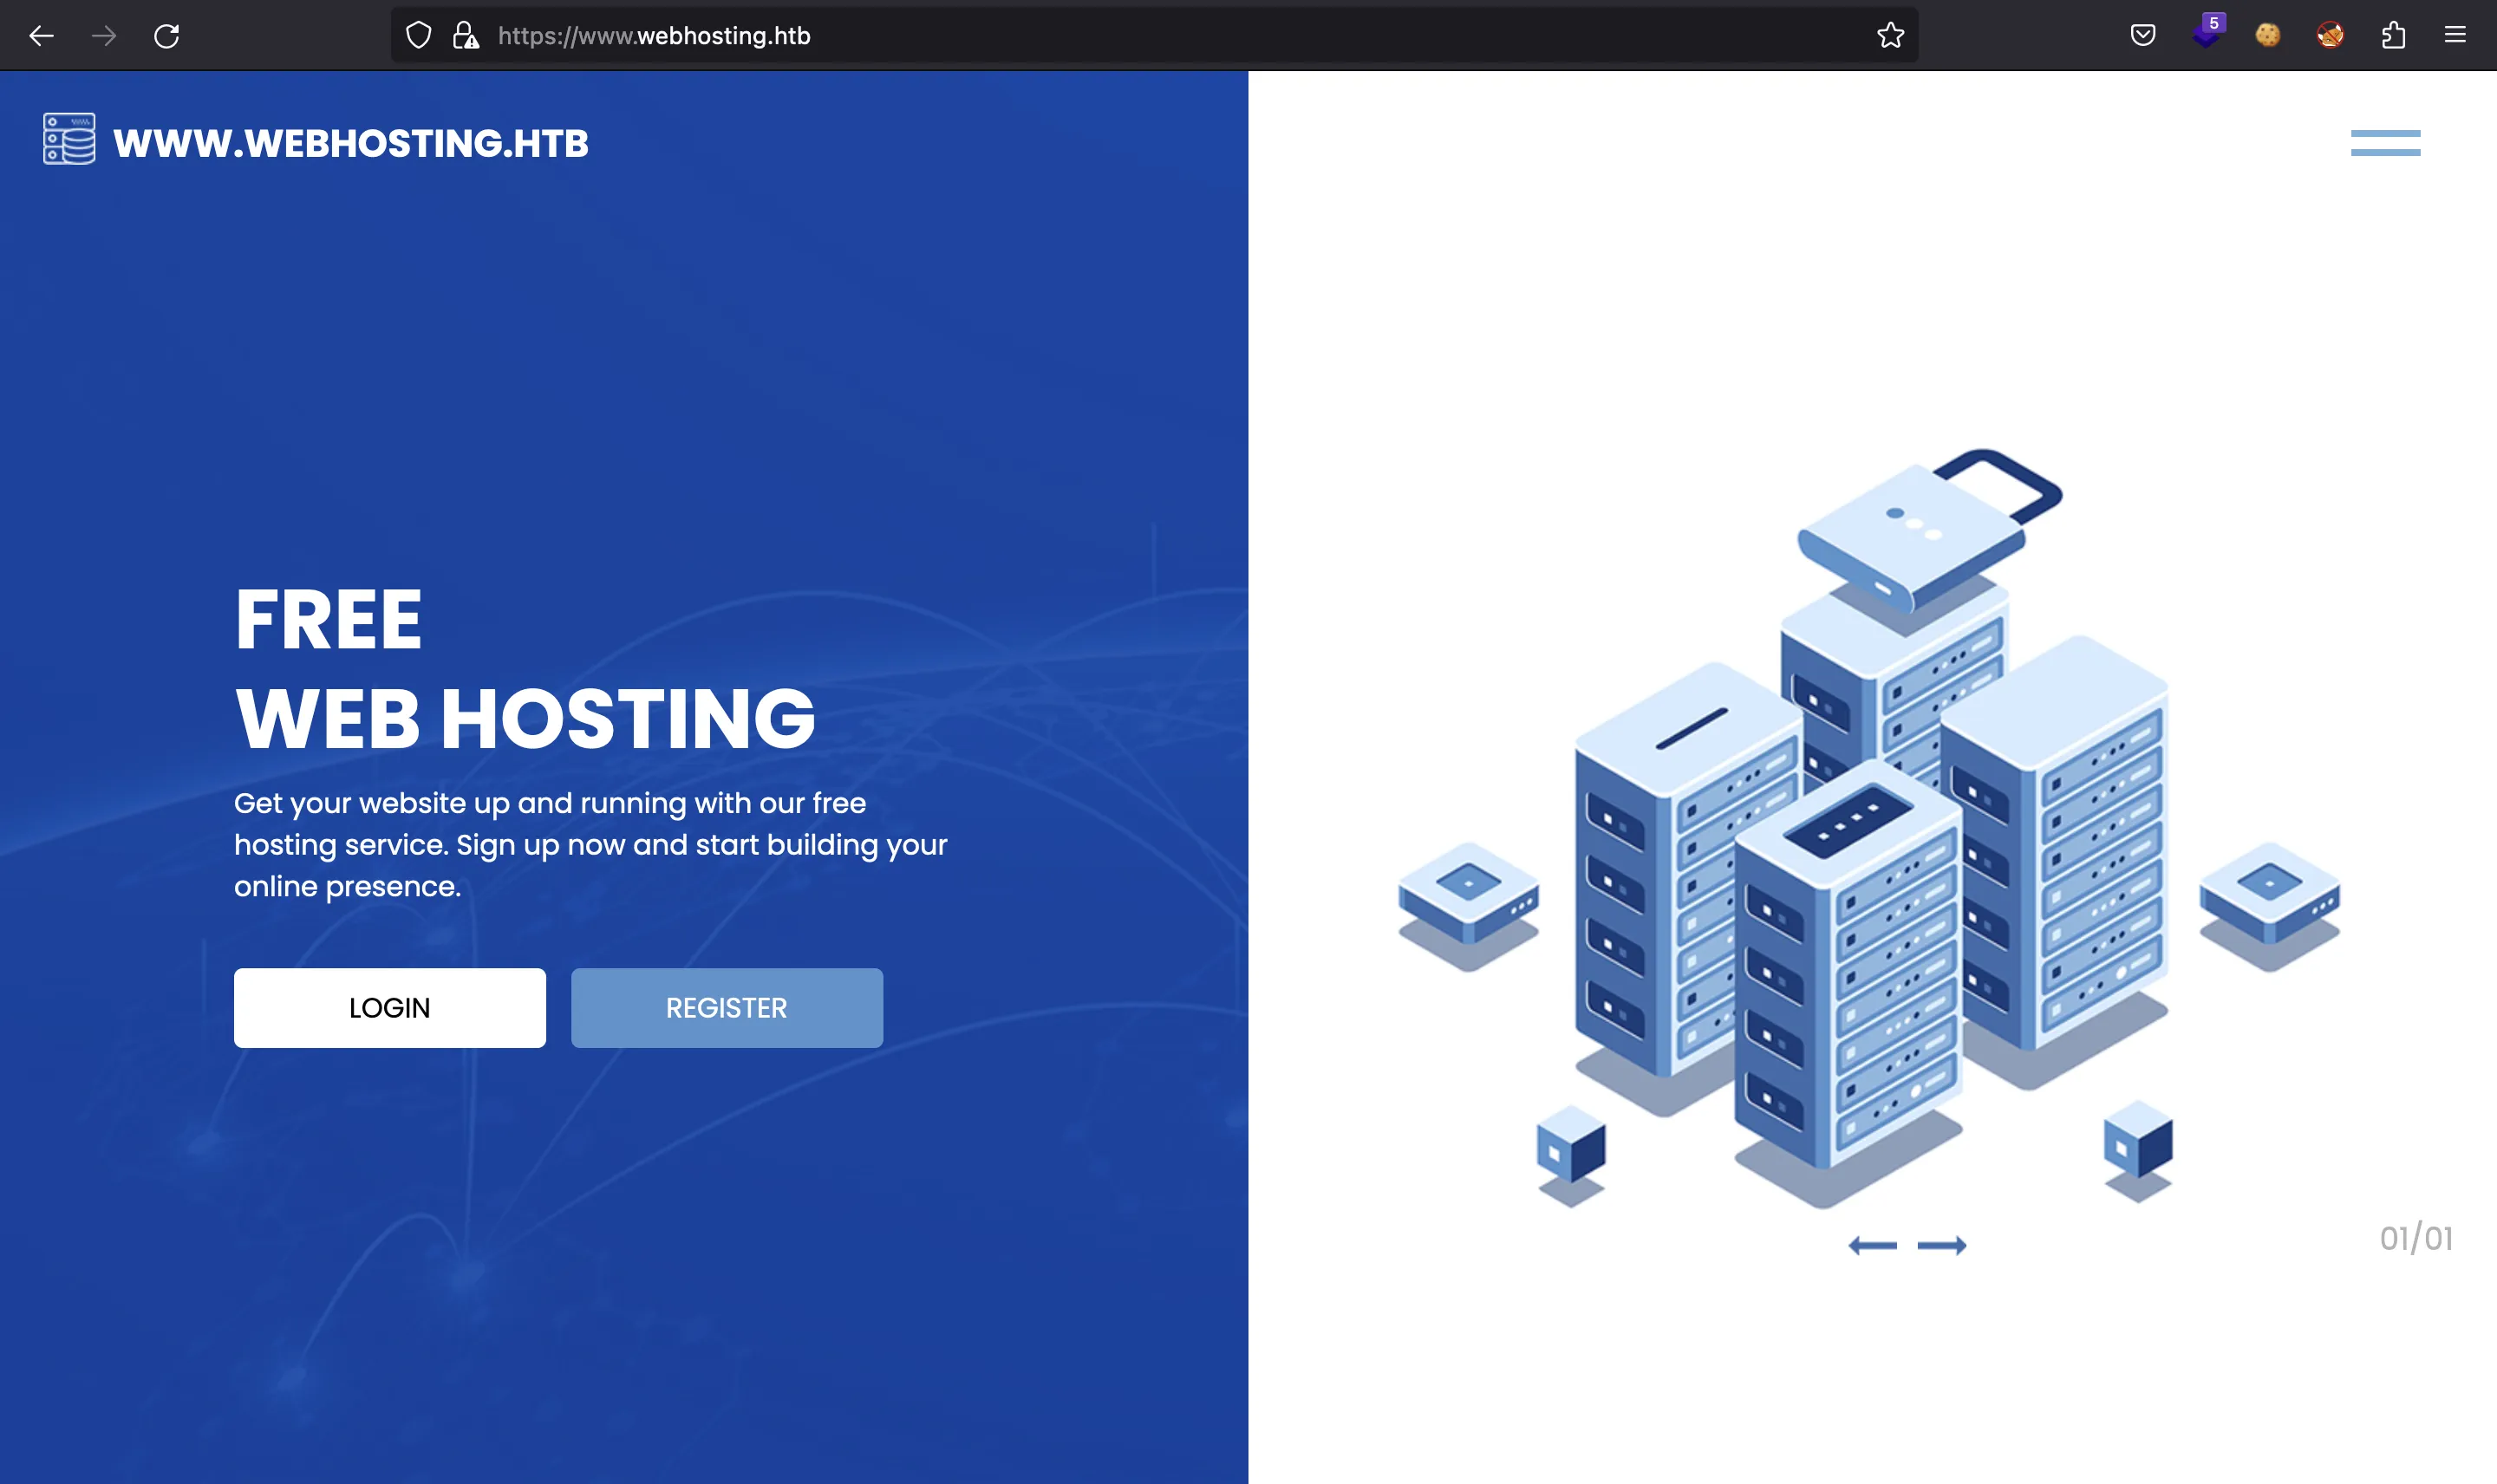 5
https://www.webhosting.htb
WWW.WEBHOSTING.HTB
FREE
WEB HOSTING
Get your website up and running with our free
hosting service. Sign up now and start building your
online presence.
LOGIN
REGISTER
01/01